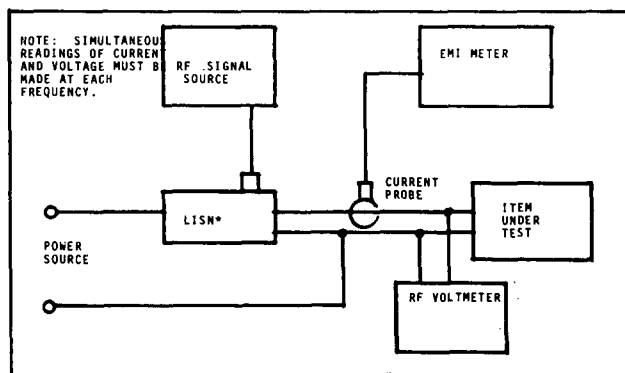 NOTE: SIMULTANEOUS
READINGS OF CURRENT
AND VOLTAGE MUST B
MADE AT EACH
FREQUENCY.
RF .SIGNAL
SOURCE
EMI METER
CURRENT
PROBE
LISN*
ITEM
UNDER
TEST
POWER
SOURCE
RF VOLTMETER